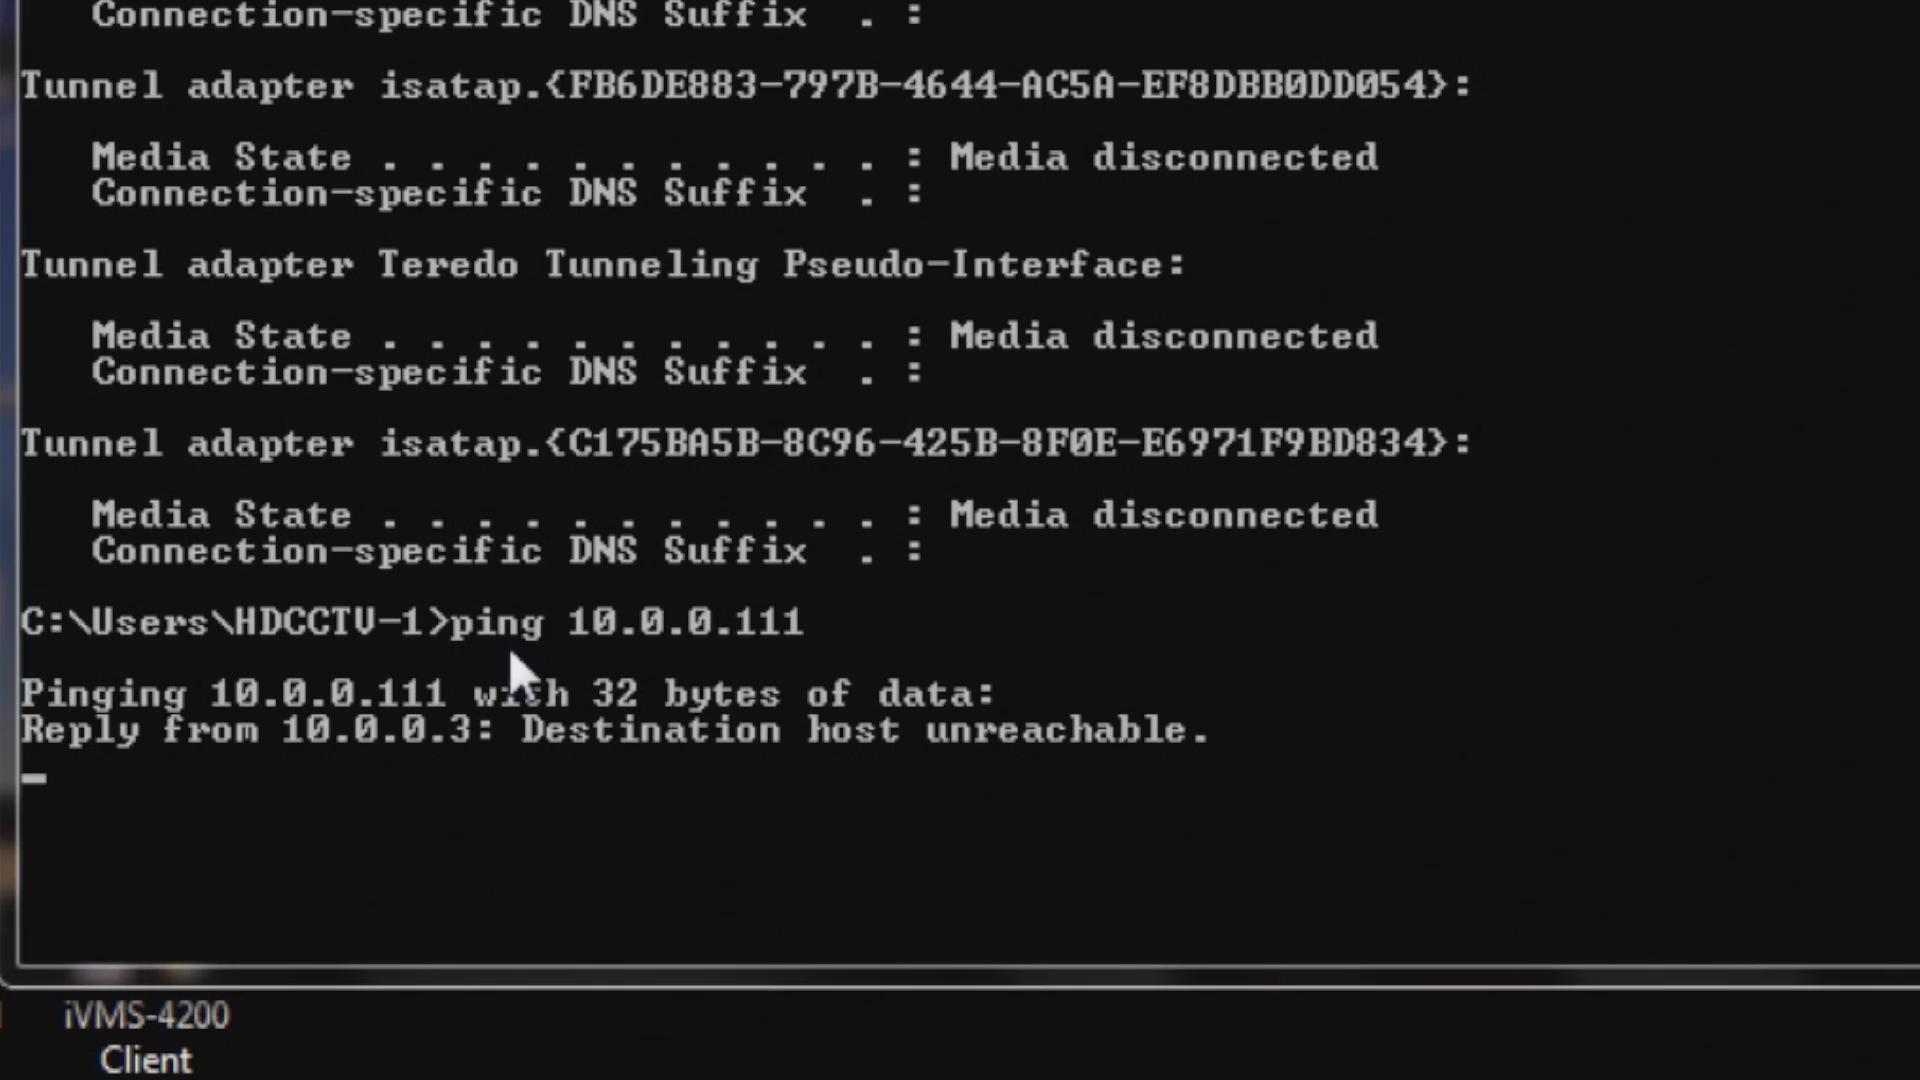 Connection-specific DNS Suffix  . :
Tunnel adapter isatap.{FB6DE883-797B-4644-AC5A-EF8DBB0DD054}:
Media State . . . . . . . . . . . : Media disconnected
Connection-specific DNS Suffix  . :
Tunnel adapter Teredo Tunneling Pseudo-Interface:
Media State . . . . . . . . . . . : Media disconnected
Connection-specific DNS Suffix  . :
Tunnel adapter isatap.{C175BA5B-8C96-425B-8F0E-E6971F9BD834}:
Media State . . . . . . . . . . . : Media disconnected
Connection-specific DNS Suffix  . :
C:\Users\HDCCTV-1>ping 10.0.0.111
Pinging 10.0.0.111 with 32 bytes of data:
Reply from 10.0.0.3: Destination host unreachable.
iVMS-4200
Client